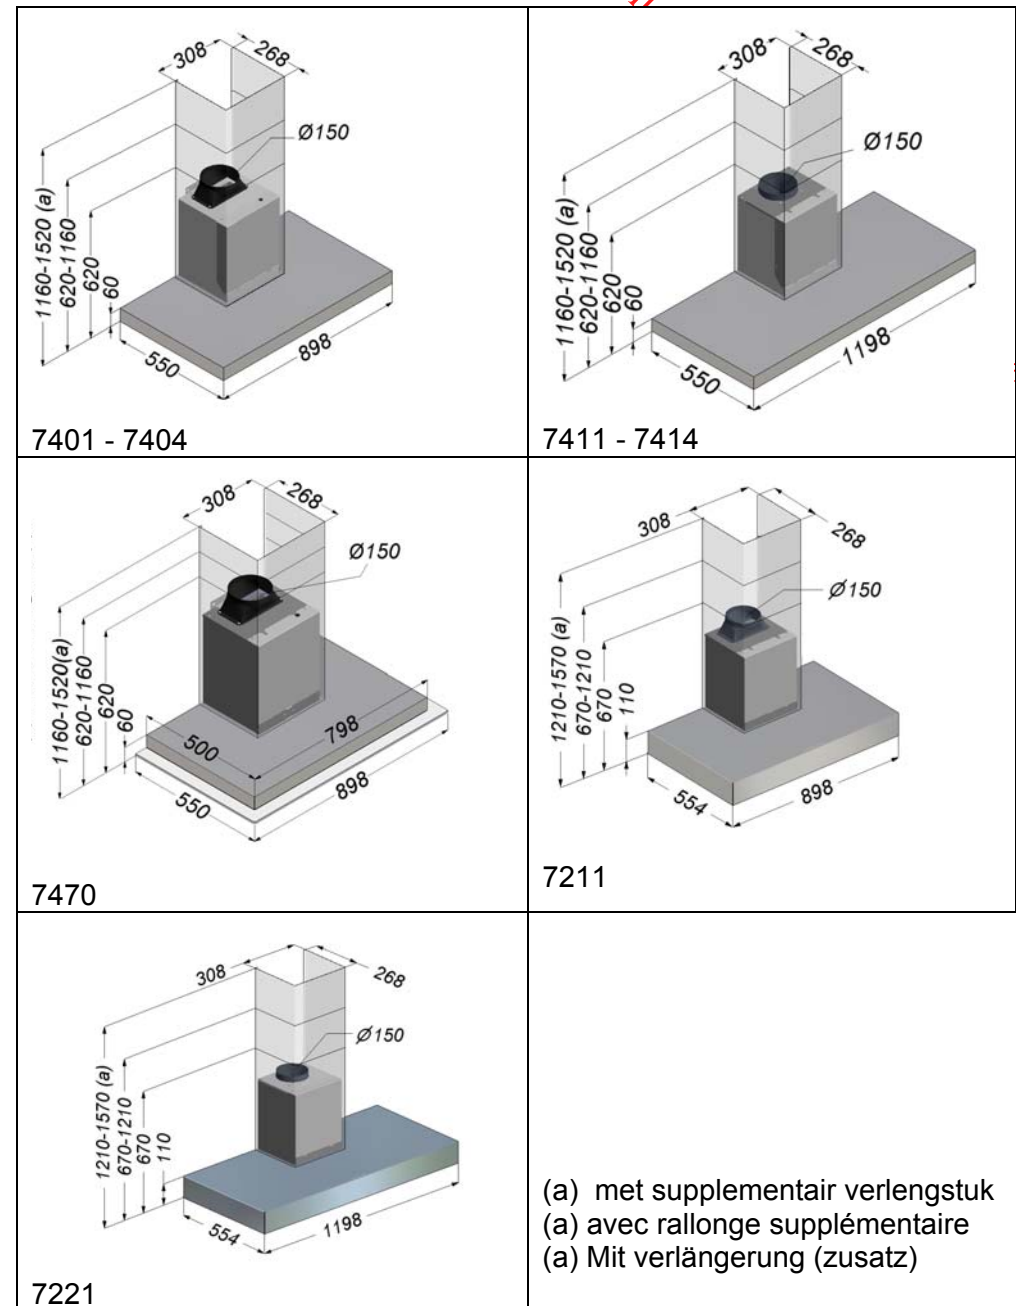 308
268
Ø150
1160-1520 (a)
620-1160
620
60
550
898
7401 - 7404
308
268
Ø150
1160-1520 (a)
620-1160
620
60
550
1198
7411 - 7414
308
268
Ø150
1160-1520(a)
620-1160
620
60
500
798
550
898
7470
308
268
Ø150
1210-1570 (a)
670-1210
670
110
554
898
7211
308
268
Ø150
1210-1570 (a)
670-1210
670
110
554
1198
7221
(a) met supplementair verlengstuk
(a) avec rallonge supplémentaire
(a) Mit verlängerung (zusatz)